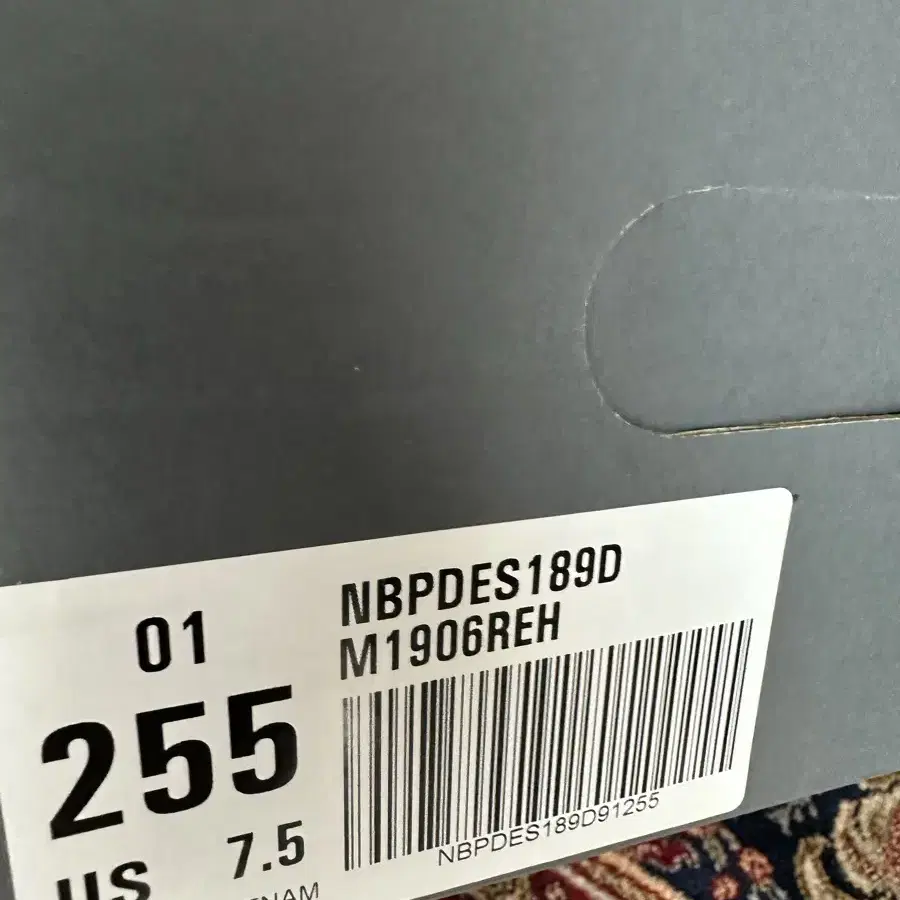 01
255
US 7.5
NBPDES189D
M1906REH
NBPDES189D91255